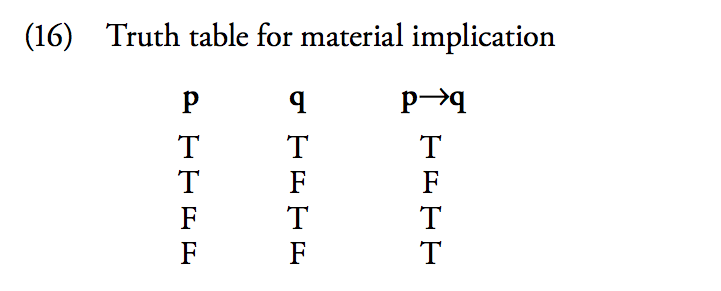 (16) Truth table for material implication
p q p→q
T T T
T F F
F T T
F F T